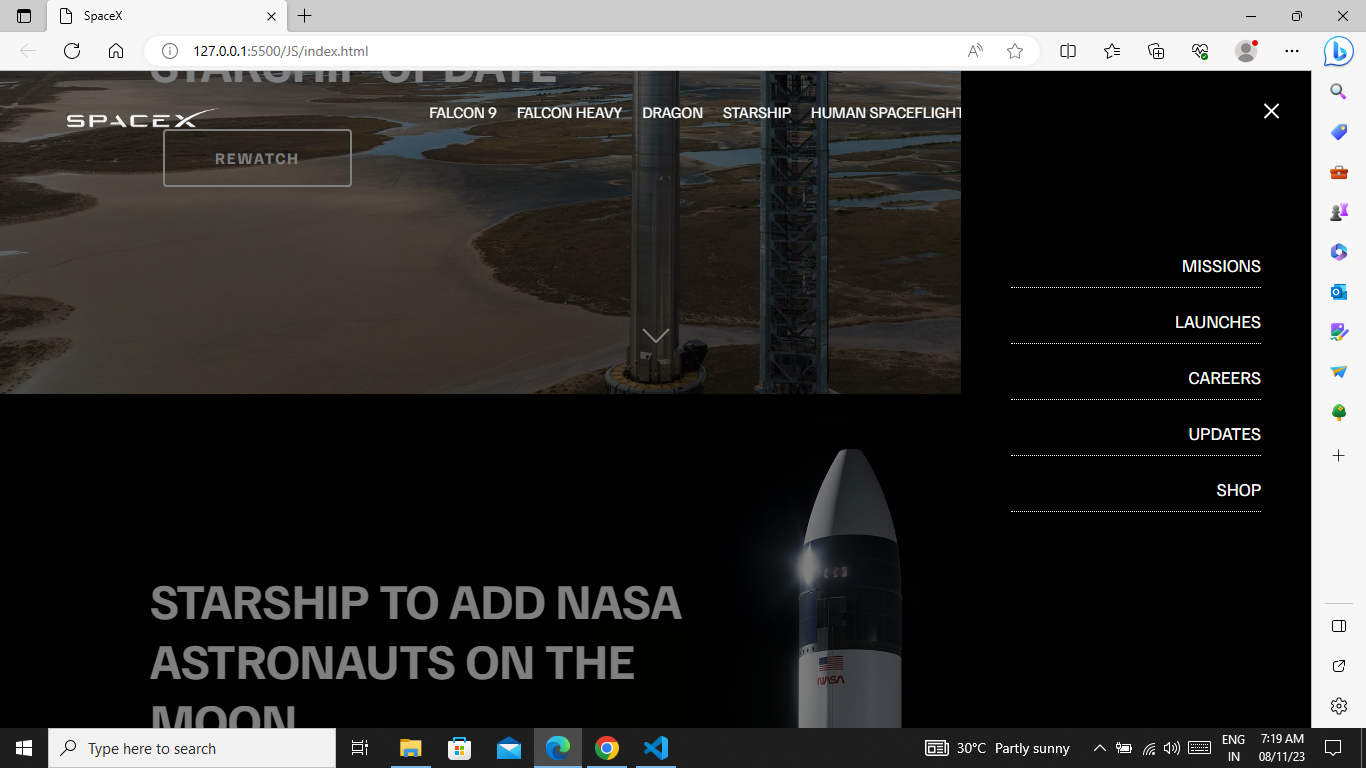 SpaceX
127.0.0.1:5500/JS/index.html
STARSHIP UPDATE
SPACEX
FALCON 9 FALCON HEAVY DRAGON STARSHIP HUMAN SPACEFLIGHT
REWATCH
MISSIONS
LAUNCHES
CAREERS
UPDATES
SHOP
STARSHIP TO ADD NASA
ASTRONAUTS ON THE
MOON
NASA
Type here to search
30°C Partly sunny
ENG
IN
7:19 AM
08/11/23